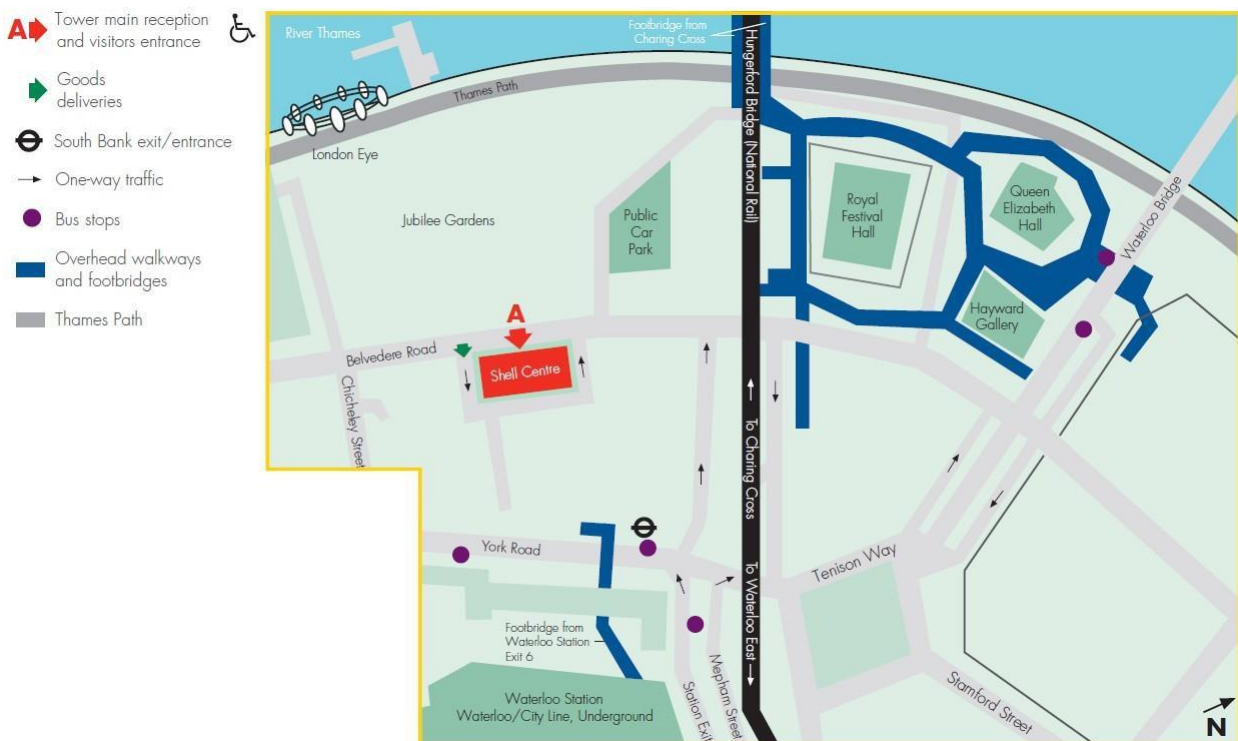 A
Tower main reception
and visitors entrance
Goods
deliveries
South Bank exit/entrance
One-way traffic
Bus stops
Overhead walkways
and footbridges
Thames Path
River Thames
Footbridge from
Charing Cross
Hungerford Bridge (National Rail)
Thames Path
London Eye
Jubilee Gardens
Public
Car
Park
Royal
Festival
Hall
Queen
Elizabeth
Hall
Waterloo Bridge
Hayward
Gallery
A
Belvedere Road
Shell Centre
Chicheley Street
To Charing Cross
York Road
To Waterloo East
Tenison Way
Footbridge from
Waterloo Station
Exit 6
Station Exit
Mepham Street
Stamford Street
Waterloo Station
Waterloo/City Line, Underground
N